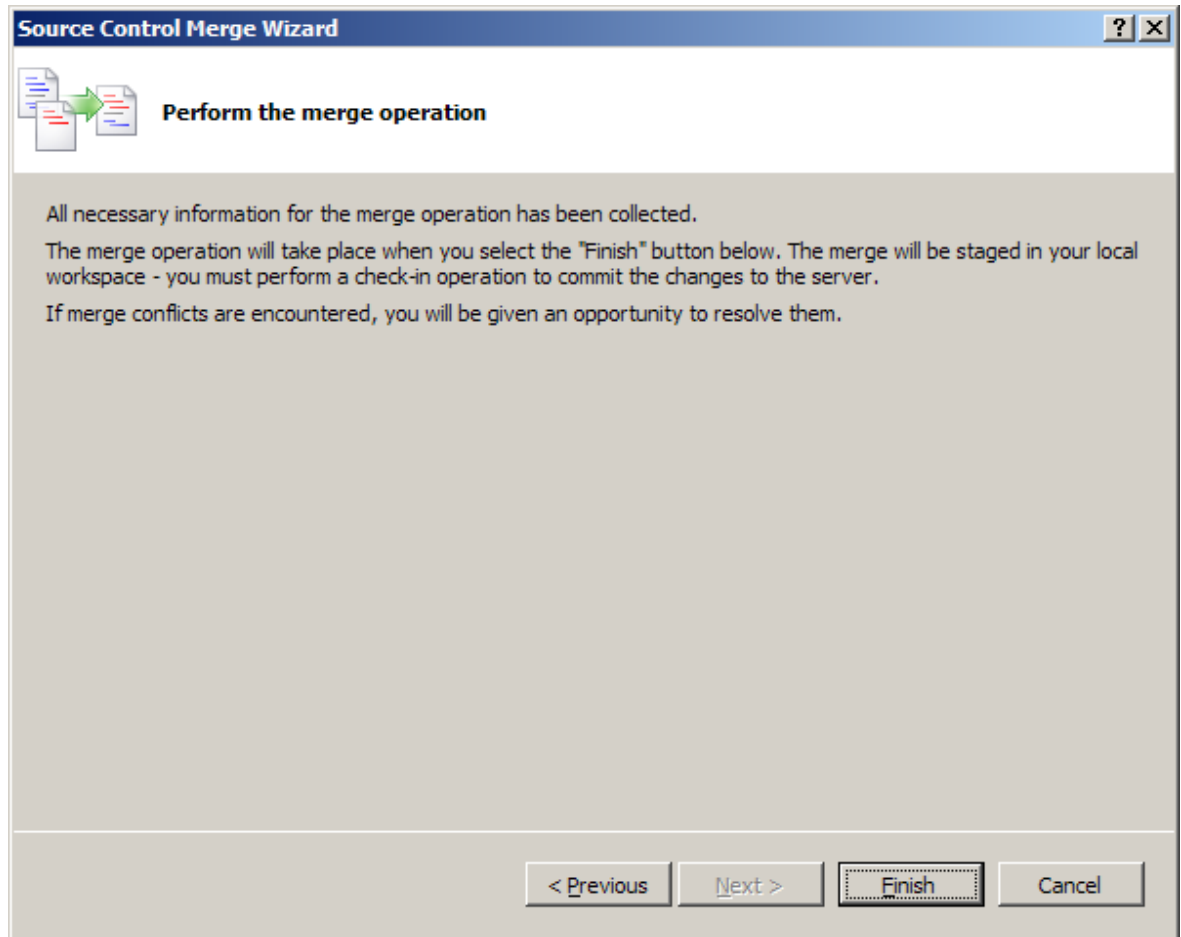 Source Control Merge Wizard
Perform the merge operation
All necessary information for the merge operation has been collected.
The merge operation will take place when you select the "Finish" button below. The merge will be staged in your local
workspace - you must perform a check-in operation to commit the changes to the server.
If merge conflicts are encountered, you will be given an opportunity to resolve them.
< Previous Next > Finish Cancel